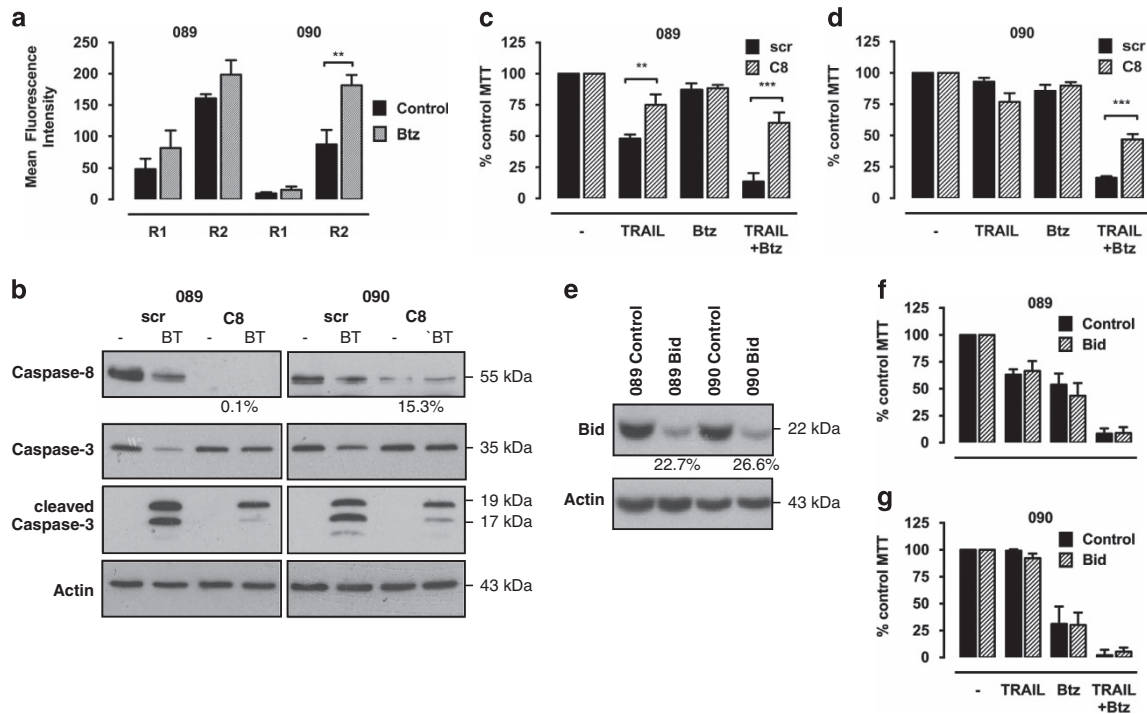 a
089
090
Mean Fluorescence
Intensity
250
200
150
100
50
0
**
Control
Btz
R1
R2
R1
R2
c
089
% control MTT
125
100
75
50
25
0
**
***
scr
C8
-
TRAIL
Btz
TRAIL
+Btz
d
090
% control MTT
125
100
75
50
25
0
***
scr
C8
-
TRAIL
Btz
TRAIL
+Btz
b
089
090
scr
C8
scr
C8
-
BT
-
BT
-
BT
-
`BT
Caspase-8
55 kDa
0.1%
15.3%
Caspase-3
35 kDa
cleaved
Caspase-3
19 kDa
17 kDa
Actin
43 kDa
e
089 Control
089 Bid
090 Control
090 Bid
Bid
22 kDa
22.7%
26.6%
Actin
43 kDa
f
089
% control MTT
125
100
75
50
25
0
Control
Bid
g
090
% control MTT
125
100
75
50
25
0
Control
Bid
-
TRAIL
Btz
TRAIL
+Btz